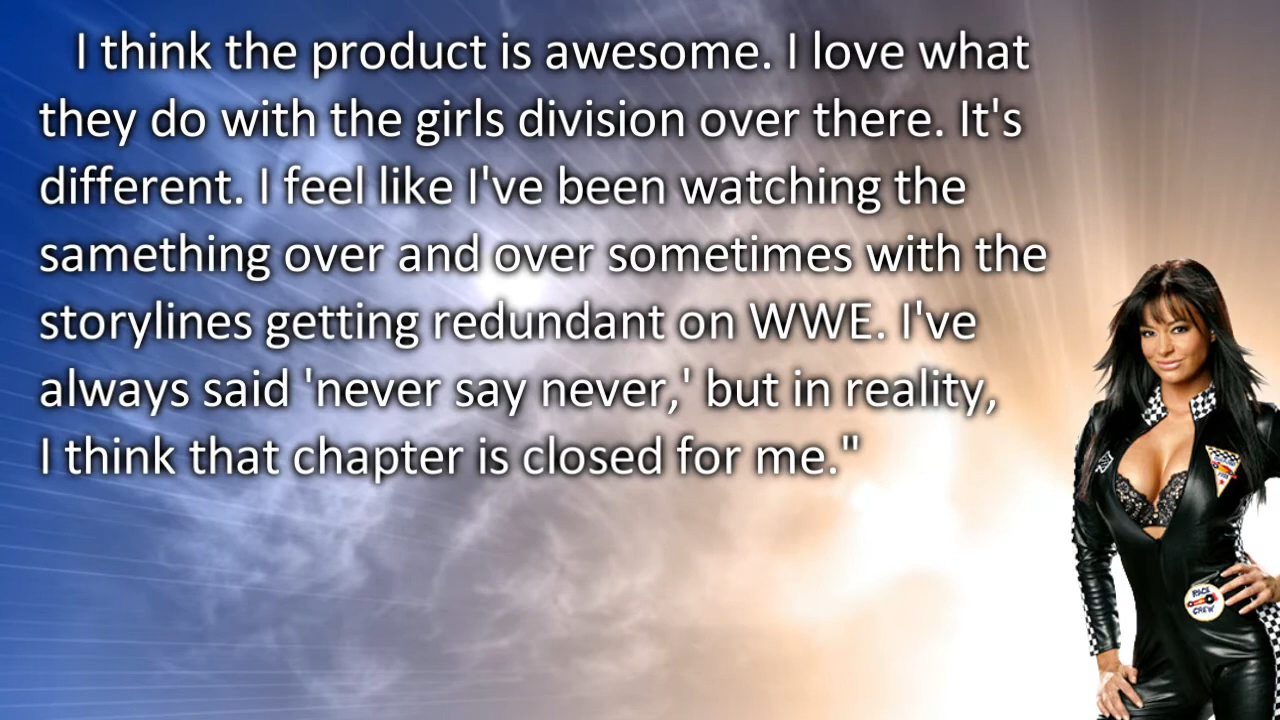 I think the product is awesome. I love what
they do with the girls division over there. It's
different. I feel like I've been watching the
samething over and over sometimes with the
storylines getting redundant on WWE. I've
always said 'never say never,' but in reality,
I think that chapter is closed for me."
RACE
CREW